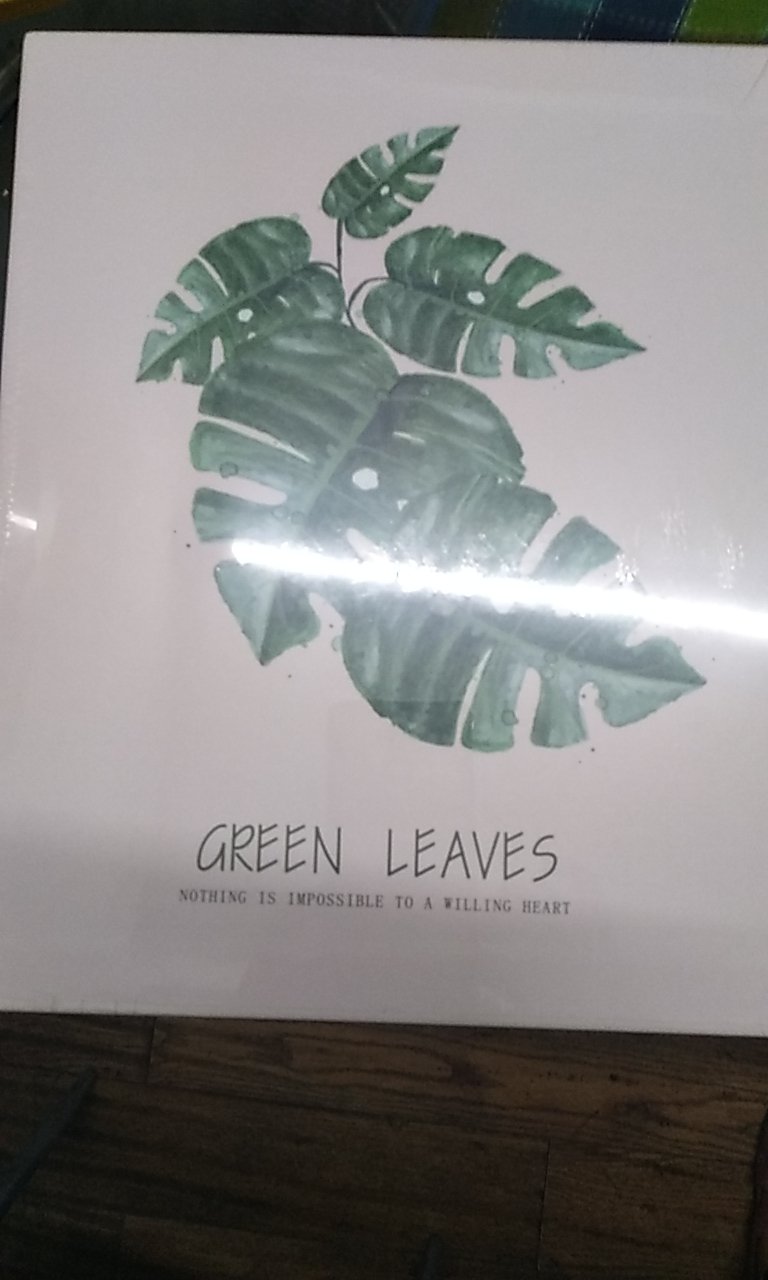 GREEN LEAVES
NOTHING IS IMPOSSIBLE TO A WILLING HEART